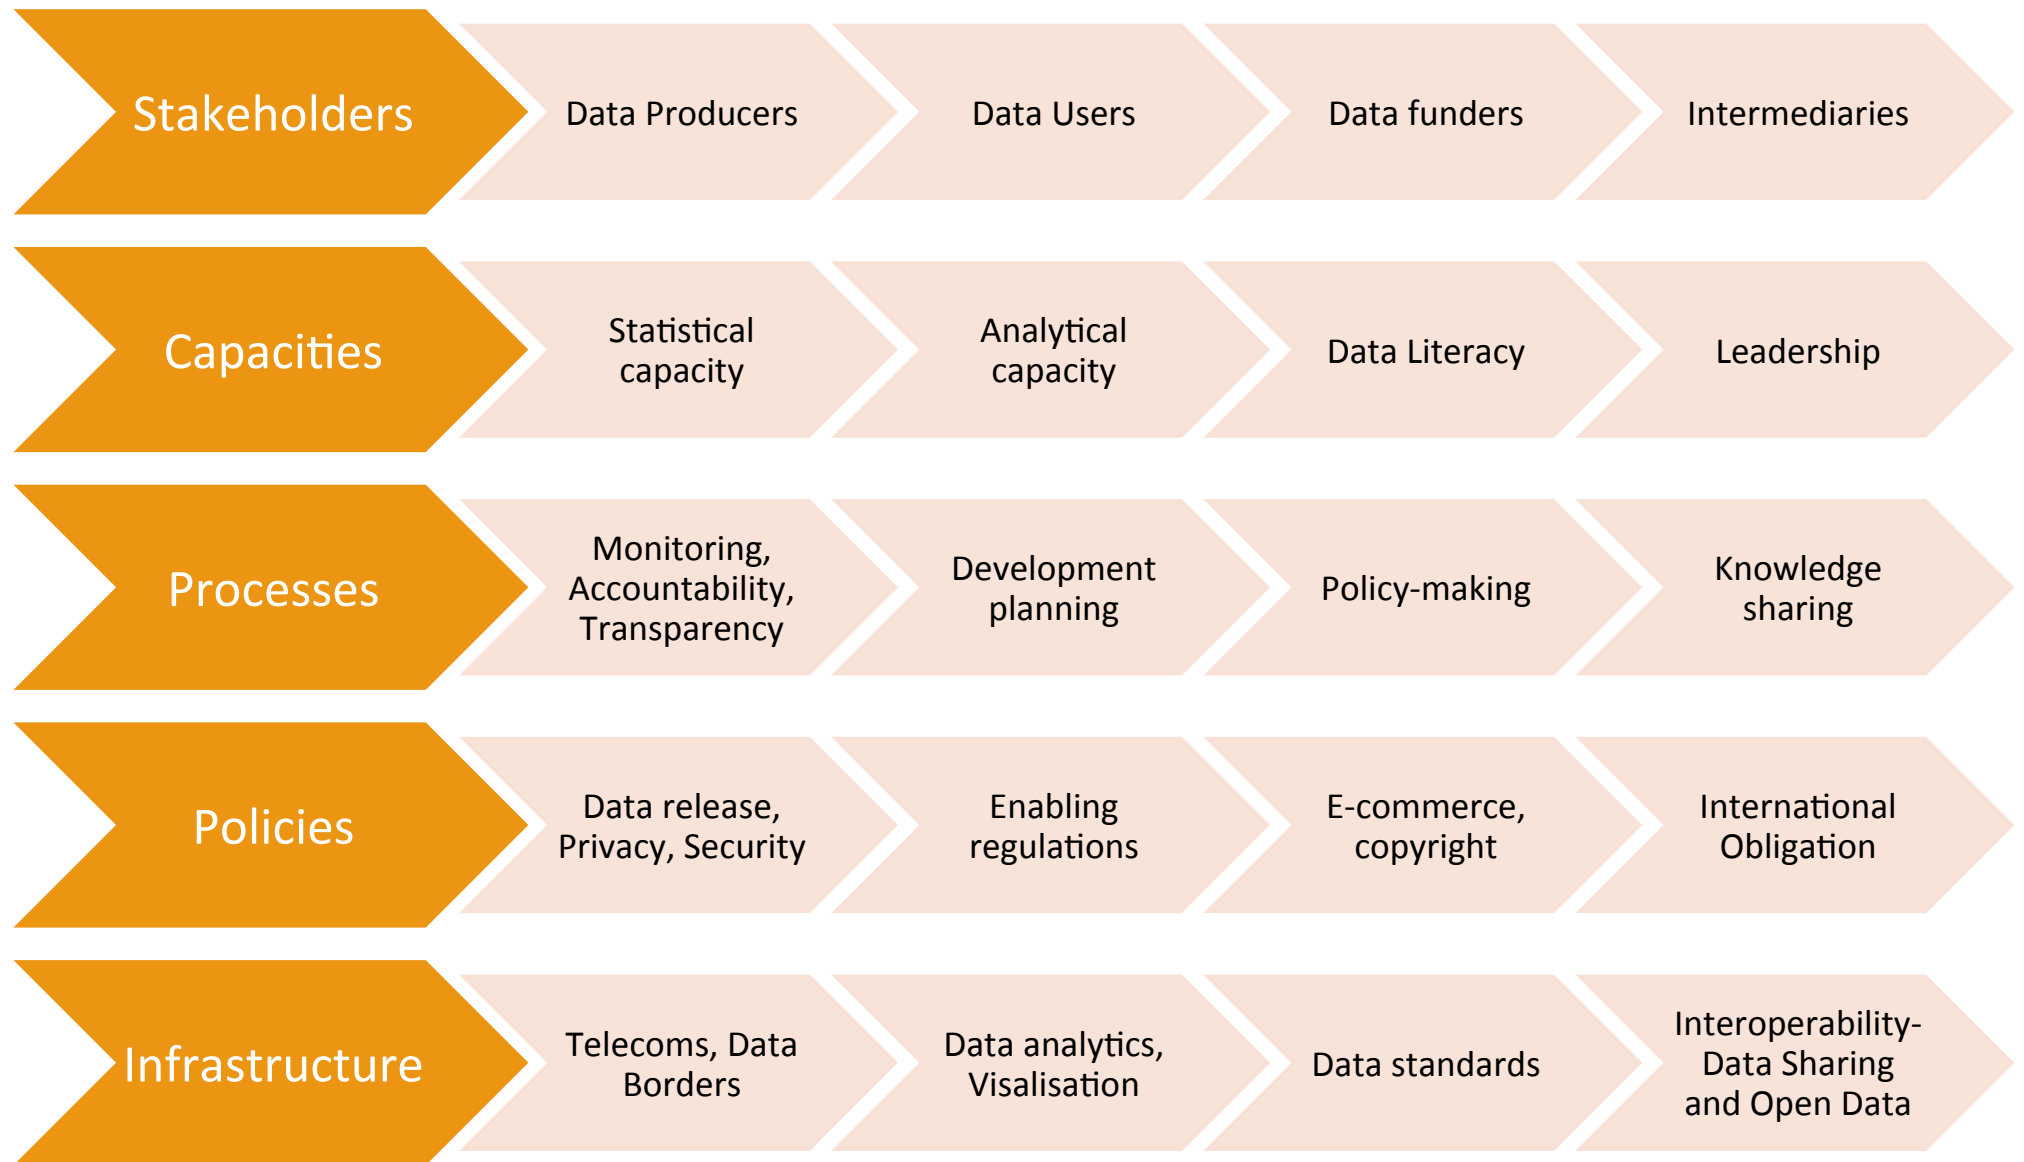 Stakeholders
Data Producers
Data Users
Data funders
Intermediaries
Capacities
Statistical
capacity
Analytical
capacity
Data Literacy
Leadership
Processes
Monitoring,
Accountability,
Transparency
Development
planning
Policy-making
Knowledge
sharing
Policies
Data release,
Privacy, Security
Enabling
regulations
E-commerce,
copyright
International
Obligation
Infrastructure
Telecoms, Data
Borders
Data analytics,
Visalisation
Data standards
Interoperability-
Data Sharing
and Open Data